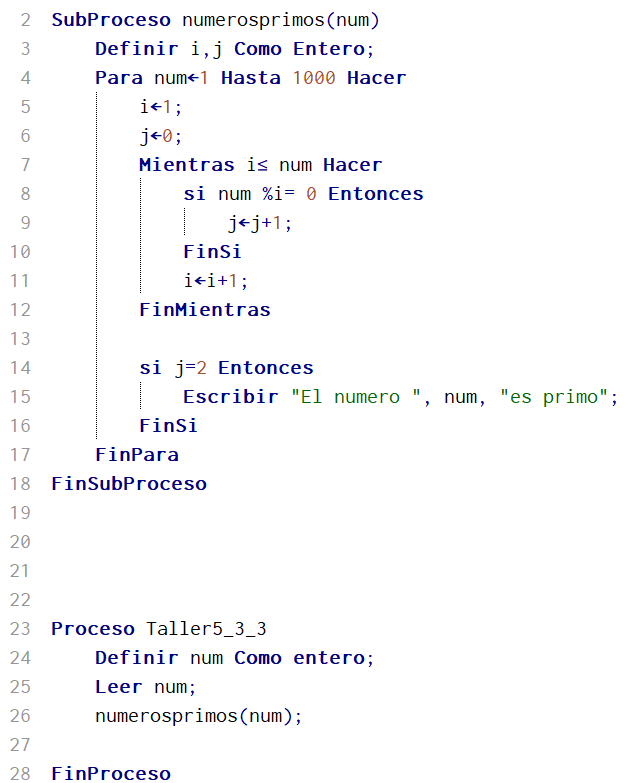 2 SubProceso numerosprimos(num)
3 Definir i,j Como Entero;
4 Para num←1 Hasta 1000 Hacer
5 i←1;
6 j←0;
7 Mientras i≤ num Hacer
8 si num %i= 0 Entonces
9 j←j+1;
10 FinSi
11 i←i+1;
12 FinMientras
13
14 si j=2 Entonces
15 Escribir "El numero ", num, "es primo";
16 FinSi
17 FinPara
18 FinSubProceso
19
20
21
22
23 Proceso Taller5_3_3
24 Definir num Como entero;
25 Leer num;
26 numerosprimos(num);
27
28 FinProceso